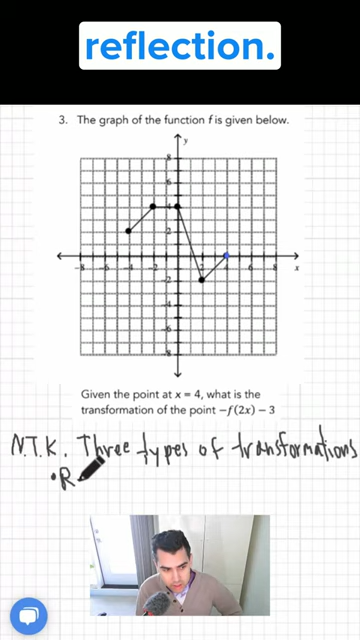 reflection.
3. The graph of the function f is given below.
y
8
6
4
2
-8 -6 -4 -2 2 4 6 8 x
-2
-4
-6
-8
Given the point at x = 4, what is the
transformation of the point −f(2x) − 3
N.T.K. Three types of transformations
• R